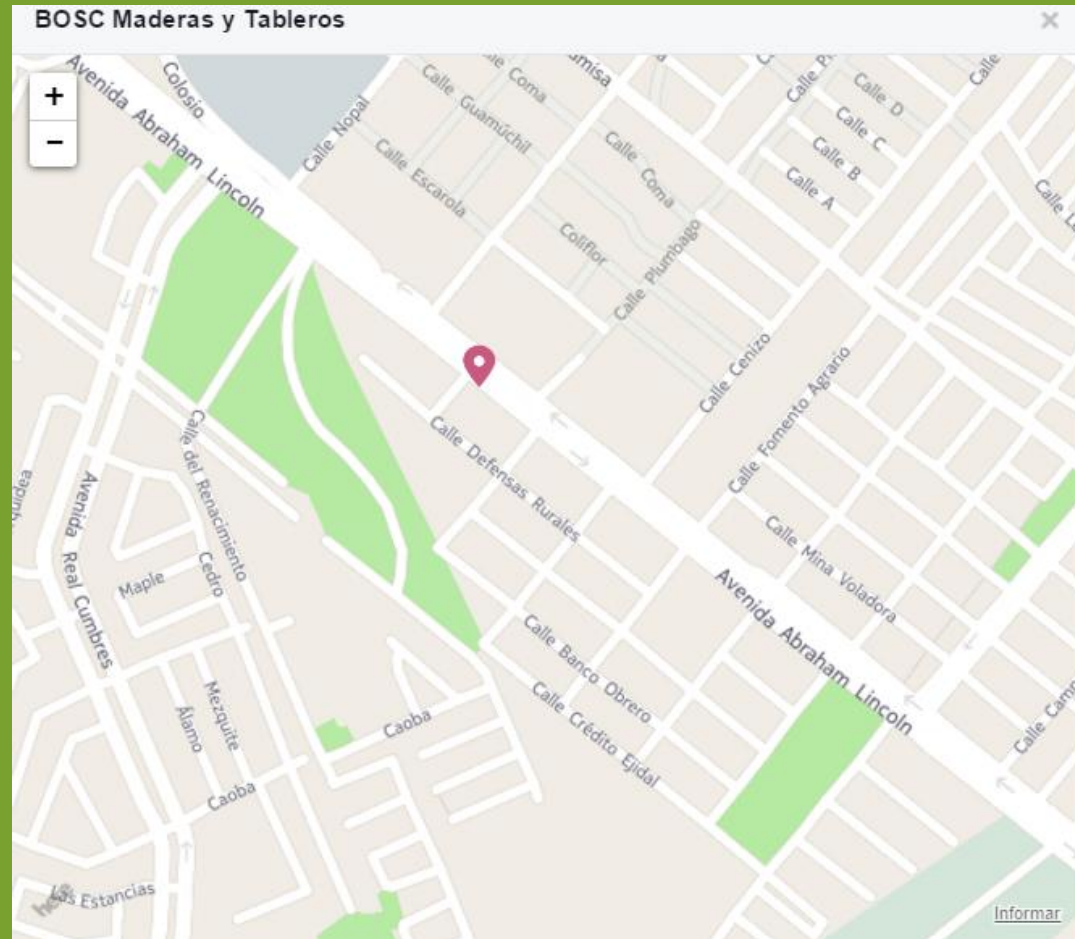 BOSC Maderas y Tableros
×
+
−
Avenida Abraham Lincoln
Colosio
Calle Nopal
Calle Guamúchil
Coma
Calle Escarola
Calle Coma
Coliflor
Calle Plumbago
Calle D
Calle C
Calle B
Calle A
Calle
Calle Cenizo
Calle Fomento Agrario
Calle Defensas Rurales
Calle Mina Voladora
Avenida Abraham Lincoln
Calle del Renacimiento
Avenida Real Cumbres
Maple
Cedro
Mezquite
Álamo
Caoba
Caoba
Calle Banco Obrero
Calle Crédito Ejidal
Las Estancias
Informar